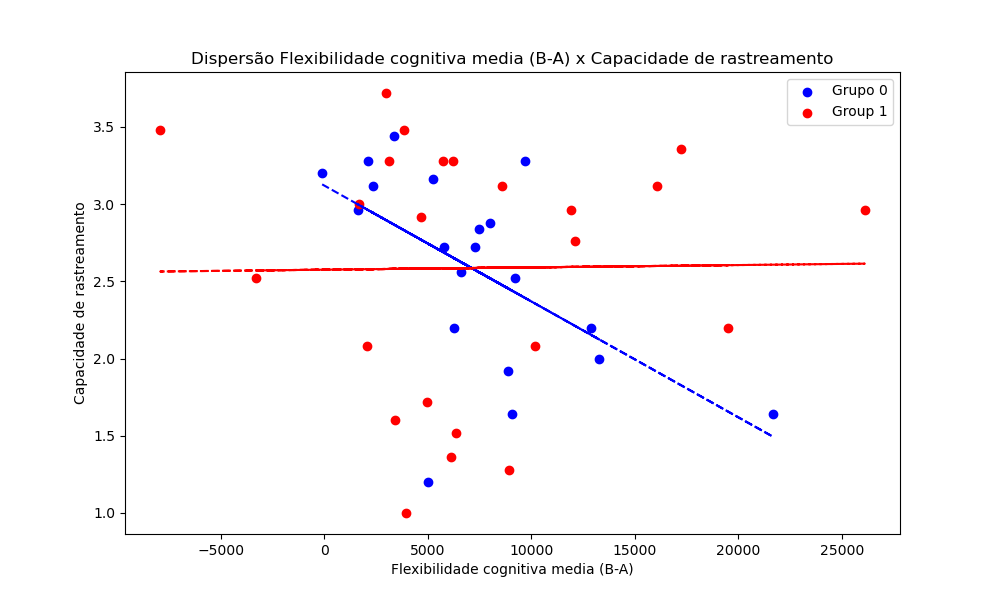 Dispersão Flexibilidade cognitiva media (B-A) x Capacidade de rastreamento
Grupo 0
Group 1
Capacidade de rastreamento
3.5
3.0
2.5
2.0
1.5
1.0
−5000 0 5000 10000 15000 20000 25000
Flexibilidade cognitiva media (B-A)